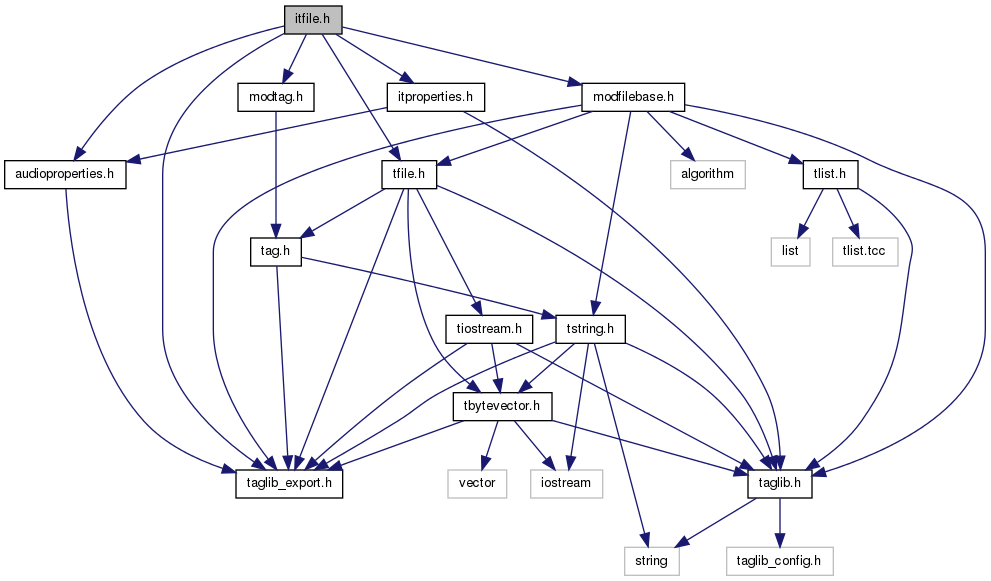 itfile.h
modtag.h
itproperties.h
modfilebase.h
audioproperties.h
tfile.h
algorithm
tlist.h
tag.h
list
tlist.tcc
tiostream.h
tstring.h
tbytevector.h
taglib_export.h
vector
iostream
taglib.h
string
taglib_config.h